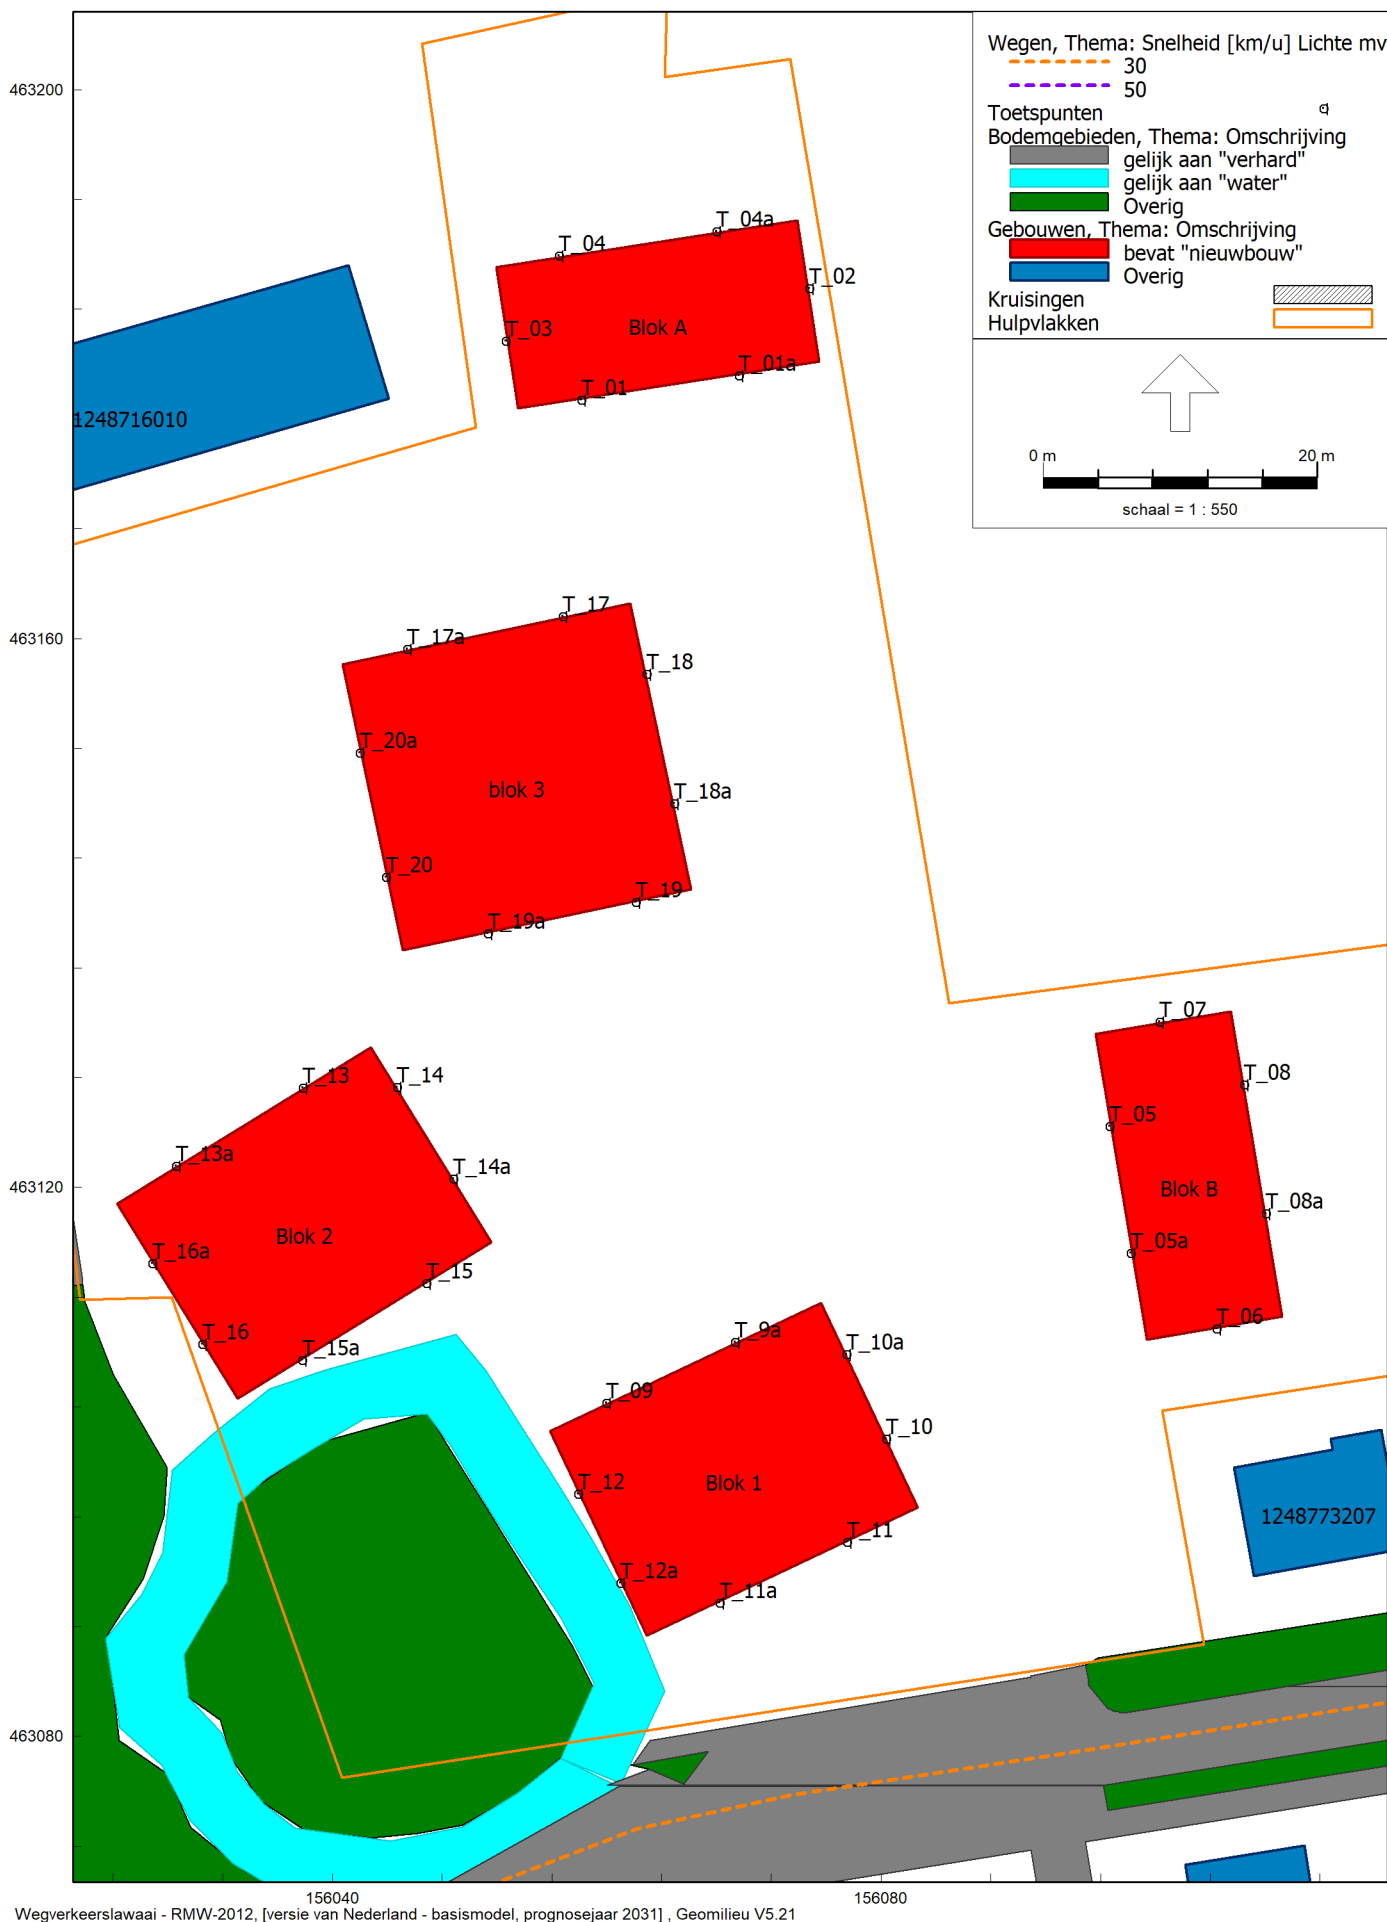 Wegen, Thema: Snelheid [km/u] Lichte mv
30
50
Toetspunten
Bodemgebieden, Thema: Omschrijving
gelijk aan "verhard"
gelijk aan "water"
Overig
Gebouwen, Thema: Omschrijving
bevat "nieuwbouw"
Overig
Kruisingen
Hulpvlakken
0 m 20 m
schaal = 1 : 550
463200
T_04a
T_04
T_02
T_03
Blok A
T_01a
T_01
1248716010
T_17
463160
T_17a
T_18
T_20a
blok 3
T_18a
T_20
T_19
T_19a
T_07
T_13
T_14
T_08
T_05
T_13a
T_14a
463120
Blok B
T_08a
Blok 2
T_16a
T_05a
T_15
T_06
T_16
T_15a
T_9a
T_10a
T_09
T_10
T_12
Blok 1
1248773207
T_11
T_12a
T_11a
463080
156040 156080
Wegverkeerslawaai - RMW-2012, [versie van Nederland - basismodel, prognosejaar 2031] , Geomilieu V5.21